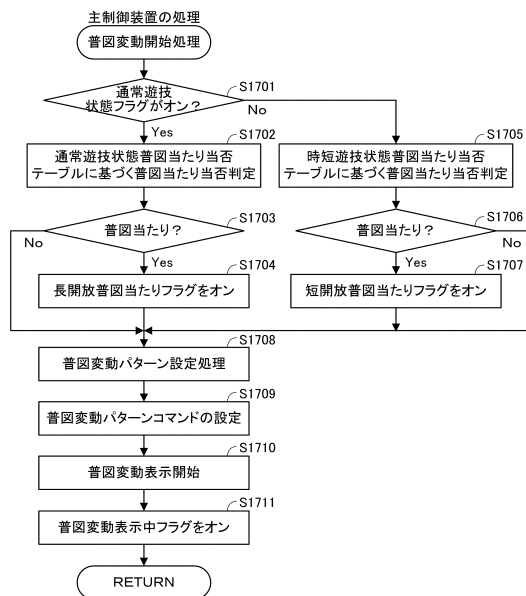 主制御装置の処理
普図変動開始処理
S1701
通常遊技
状態フラグがオン？
No
Yes
S1702
通常遊技状態普図当たり当否
テーブルに基づく普図当たり当否判定
S1705
時短遊技状態普図当たり当否
テーブルに基づく普図当たり当否判定
S1703
普図当たり？
No
Yes
S1704
長開放普図当たりフラグをオン
S1706
普図当たり？
No
Yes
S1707
短開放普図当たりフラグをオン
S1708
普図変動パターン設定処理
S1709
普図変動パターンコマンドの設定
S1710
普図変動表示開始
S1711
普図変動表示中フラグをオン
RETURN